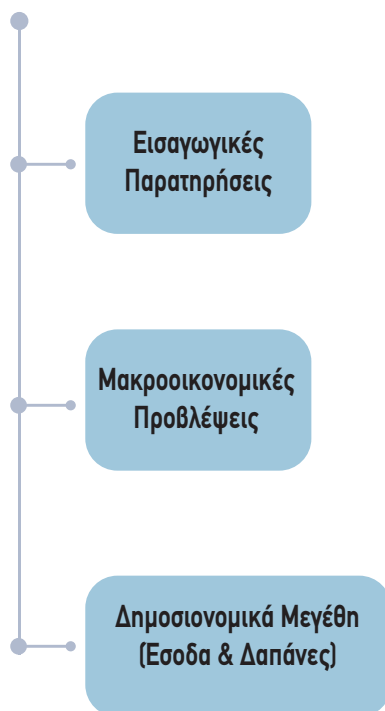 Εισαγωγικές
Παρατηρήσεις
Μακροοικονομικές
Προβλέψεις
Δημοσιονομικά Μεγέθη
(Εσοδα & Δαπάνες)